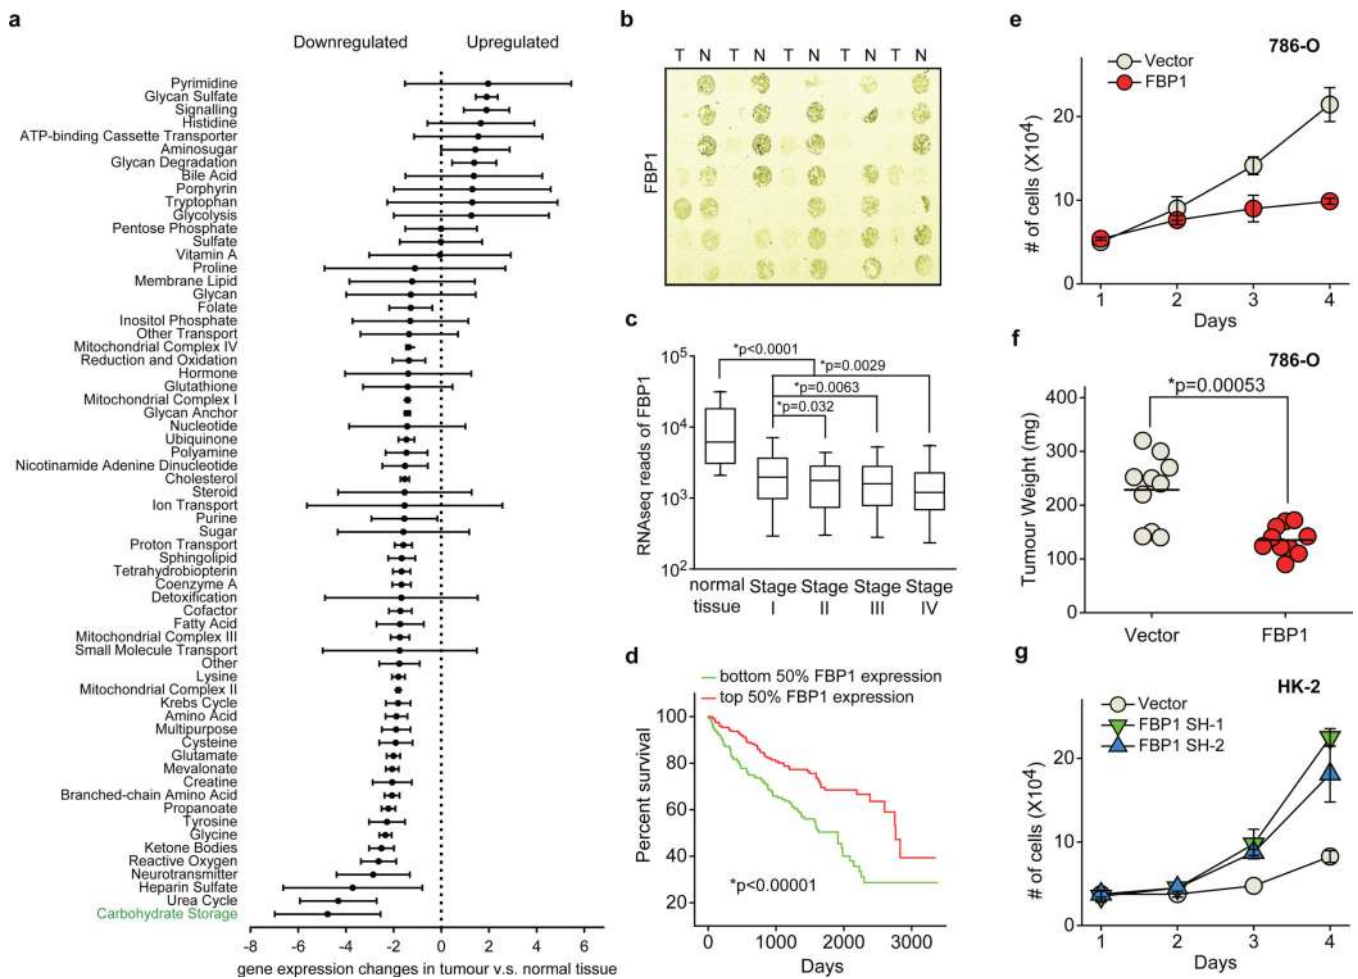 a
Downregulated Upregulated
Pyrimidine
Glycan Sulfate
Signalling
Histidine
ATP-binding Cassette Transporter
Aminosugar
Glycan Degradation
Bile Acid
Porphyrin
Tryptophan
Glycolysis
Pentose Phosphate
Sulfate
Vitamin A
Proline
Membrane Lipid
Glycan
Folate
Inositol Phosphate
Other Transport
Mitochondrial Complex IV
Reduction and Oxidation
Hormone
Glutathione
Mitochondrial Complex I
Glycan Anchor
Nucleotide
Ubiquinone
Polyamine
Nicotinamide Adenine Dinucleotide
Cholesterol
Steroid
Ion Transport
Purine
Sugar
Proton Transport
Sphingolipid
Tetrahydrobiopterin
Coenzyme A
Detoxification
Cofactor
Fatty Acid
Mitochondrial Complex III
Small Molecule Transport
Other
Lysine
Mitochondrial Complex II
Krebs Cycle
Amino Acid
Multipurpose
Cysteine
Glutamate
Mevalonate
Creatine
Branched-chain Amino Acid
Propanoate
Tyrosine
Glycine
Ketone Bodies
Reactive Oxygen
Neurotransmitter
Heparin Sulfate
Urea Cycle
Carbohydrate Storage
-8 -6 -4 -2 0 2 4 6
gene expression changes in tumour v.s. normal tissue
b
T N T N T N T N T N
FBP1
c
RNAseq reads of FBP1
10⁵
10⁴
10³
10²
*p<0.0001
*p=0.0029
*p=0.0063
*p=0.032
normal Stage Stage Stage Stage
tissue I II III IV
d
bottom 50% FBP1 expression
top 50% FBP1 expression
Percent survival
100
80
60
40
20
*p<0.00001
0 1000 2000 3000
Days
e
786-O
Vector
FBP1
# of cells (X10⁴)
20
10
0
1 2 3 4
Days
f
786-O
*p=0.00053
Tumour Weight (mg)
400
300
200
100
0
Vector FBP1
g
HK-2
Vector
FBP1 SH-1
FBP1 SH-2
# of cells (X10⁴)
20
10
0
1 2 3 4
Days